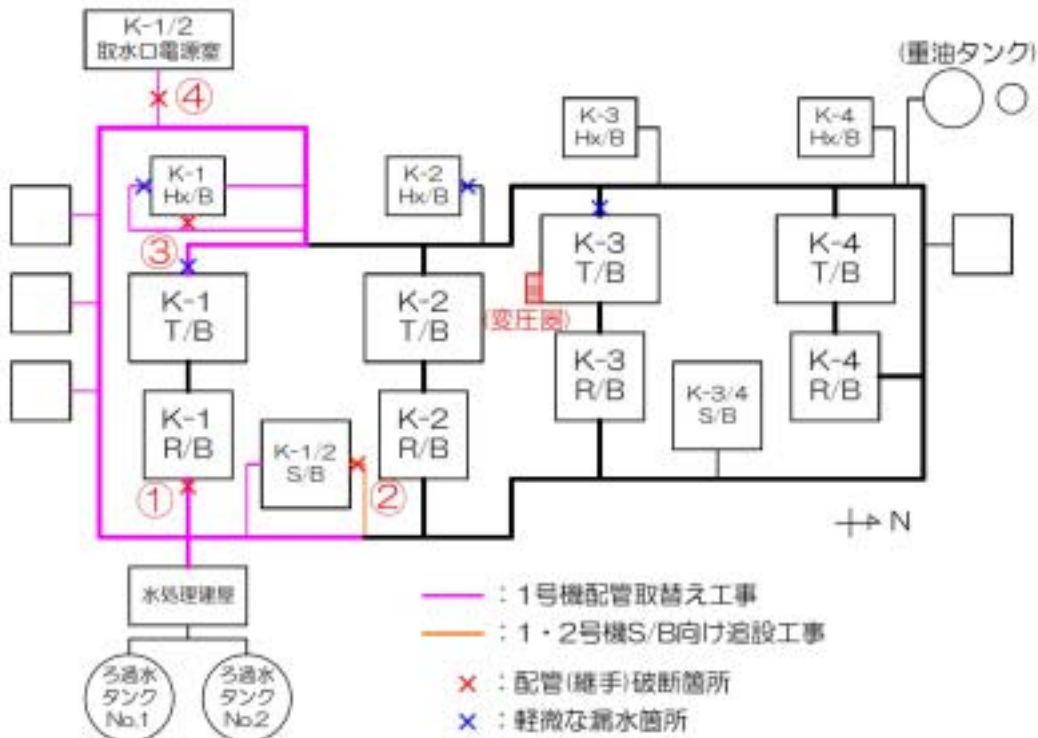 K-1/2
取水口電源室
④
(重油タンク)
K-1
Hx/B
K-2
Hx/B
K-3
Hx/B
K-4
Hx/B
③
K-1
T/B
K-2
T/B
(変圧器)
K-3
T/B
K-4
T/B
K-1
R/B
K-1/2
S/B
K-2
R/B
K-3
R/B
K-3/4
S/B
K-4
R/B
①
②
N
水処理建屋
ろ過水
タンク
No.1
ろ過水
タンク
No.2
：1号機配管取替え工事
：1・2号機S/B向け追設工事
×：配管(継手)破断箇所
×：軽微な漏水箇所